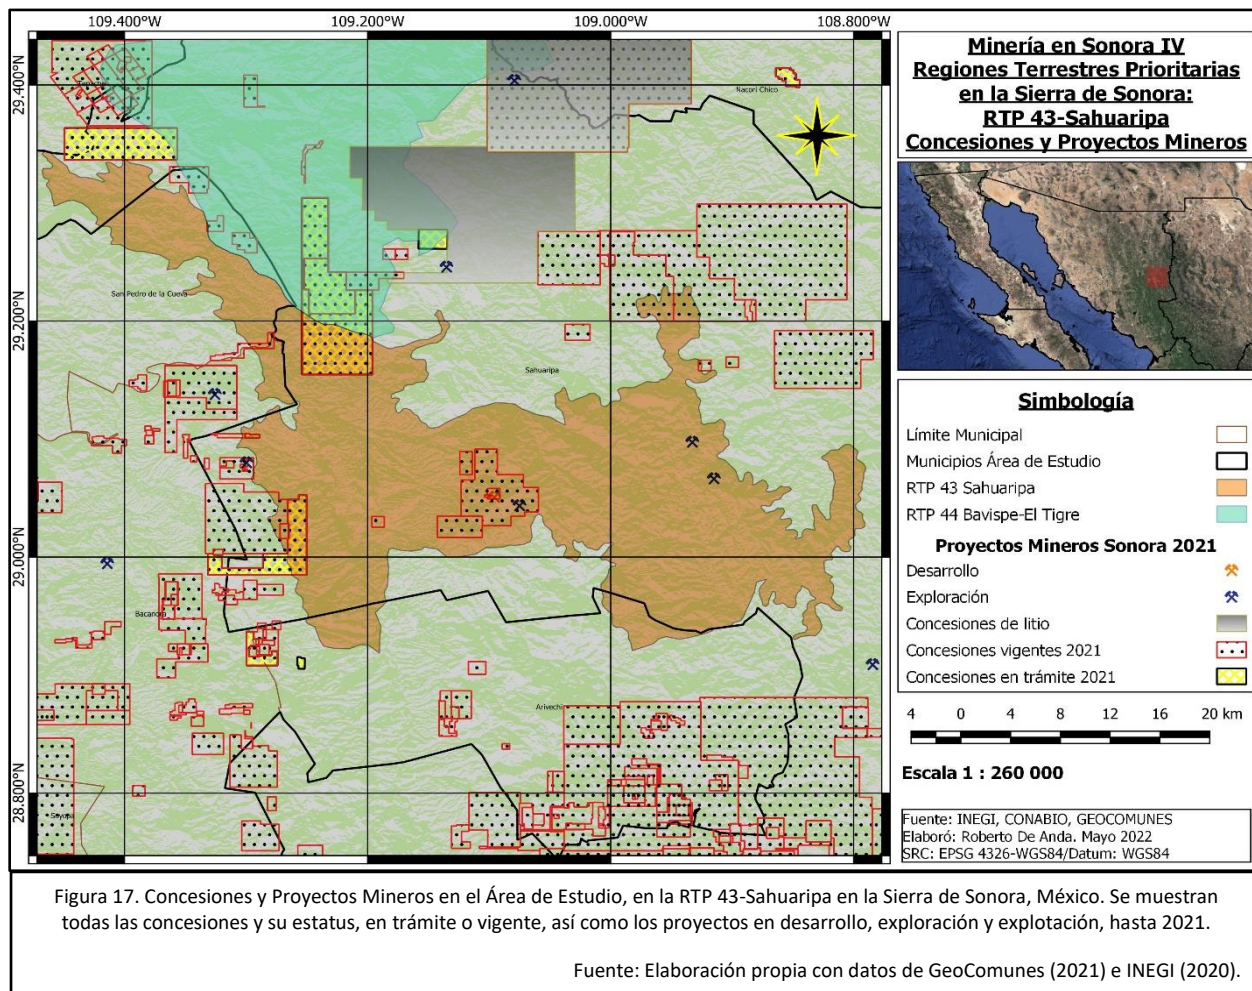 109.400°W
109.200°W
109.000°W
108.800°W
29.400°N
29.200°N
29.000°N
28.800°N
Nacori Chico
San Pedro de la Cueva
Sahuaripa
Bacanora
Arivechi
Minería en Sonora IV
Regiones Terrestres Prioritarias
en la Sierra de Sonora:
RTP 43-Sahuaripa
Concesiones y Proyectos Mineros
Simbología
Límite Municipal
Municipios Área de Estudio
RTP 43 Sahuaripa
RTP 44 Bavispe-El Tigre
Proyectos Mineros Sonora 2021
Desarrollo
Exploración
Concesiones de litio
Concesiones vigentes 2021
Concesiones en trámite 2021
4 0 4 8 12 16 20 km
Escala 1 : 260 000
Fuente: INEGI, CONABIO, GEOCOMUNES
Elaboró: Roberto De Anda. Mayo 2022
SRC: EPSG 4326-WGS84/Datum: WGS84
Figura 17. Concesiones y Proyectos Mineros en el Área de Estudio, en la RTP 43-Sahuaripa en la Sierra de Sonora, México. Se muestran
todas las concesiones y su estatus, en trámite o vigente, así como los proyectos en desarrollo, exploración y explotación, hasta 2021.
Fuente: Elaboración propia con datos de GeoComunes (2021) e INEGI (2020).